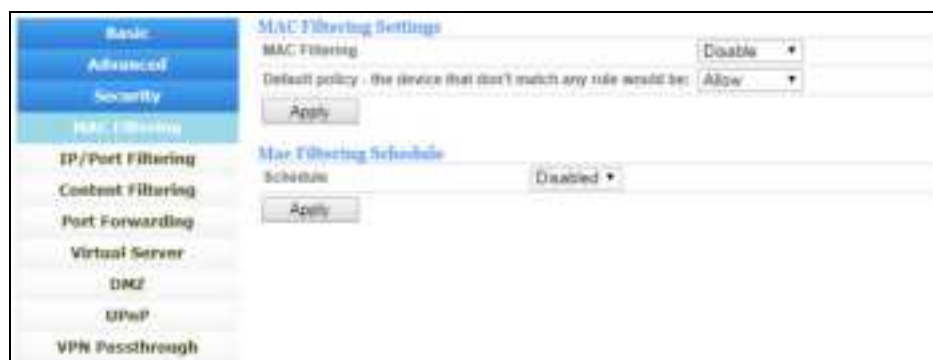 Basic
Advanced
Security
MAC Filtering
IP/Port Filtering
Content Filtering
Port Forwarding
Virtual Server
DMZ
UPnP
VPN Passthrough
MAC Filtering Settings
MAC Filtering Disable
Default policy - the device that don't match any rule would be: Allow
Apply
Mac Filtering Schedule
Schedule Disabled
Apply